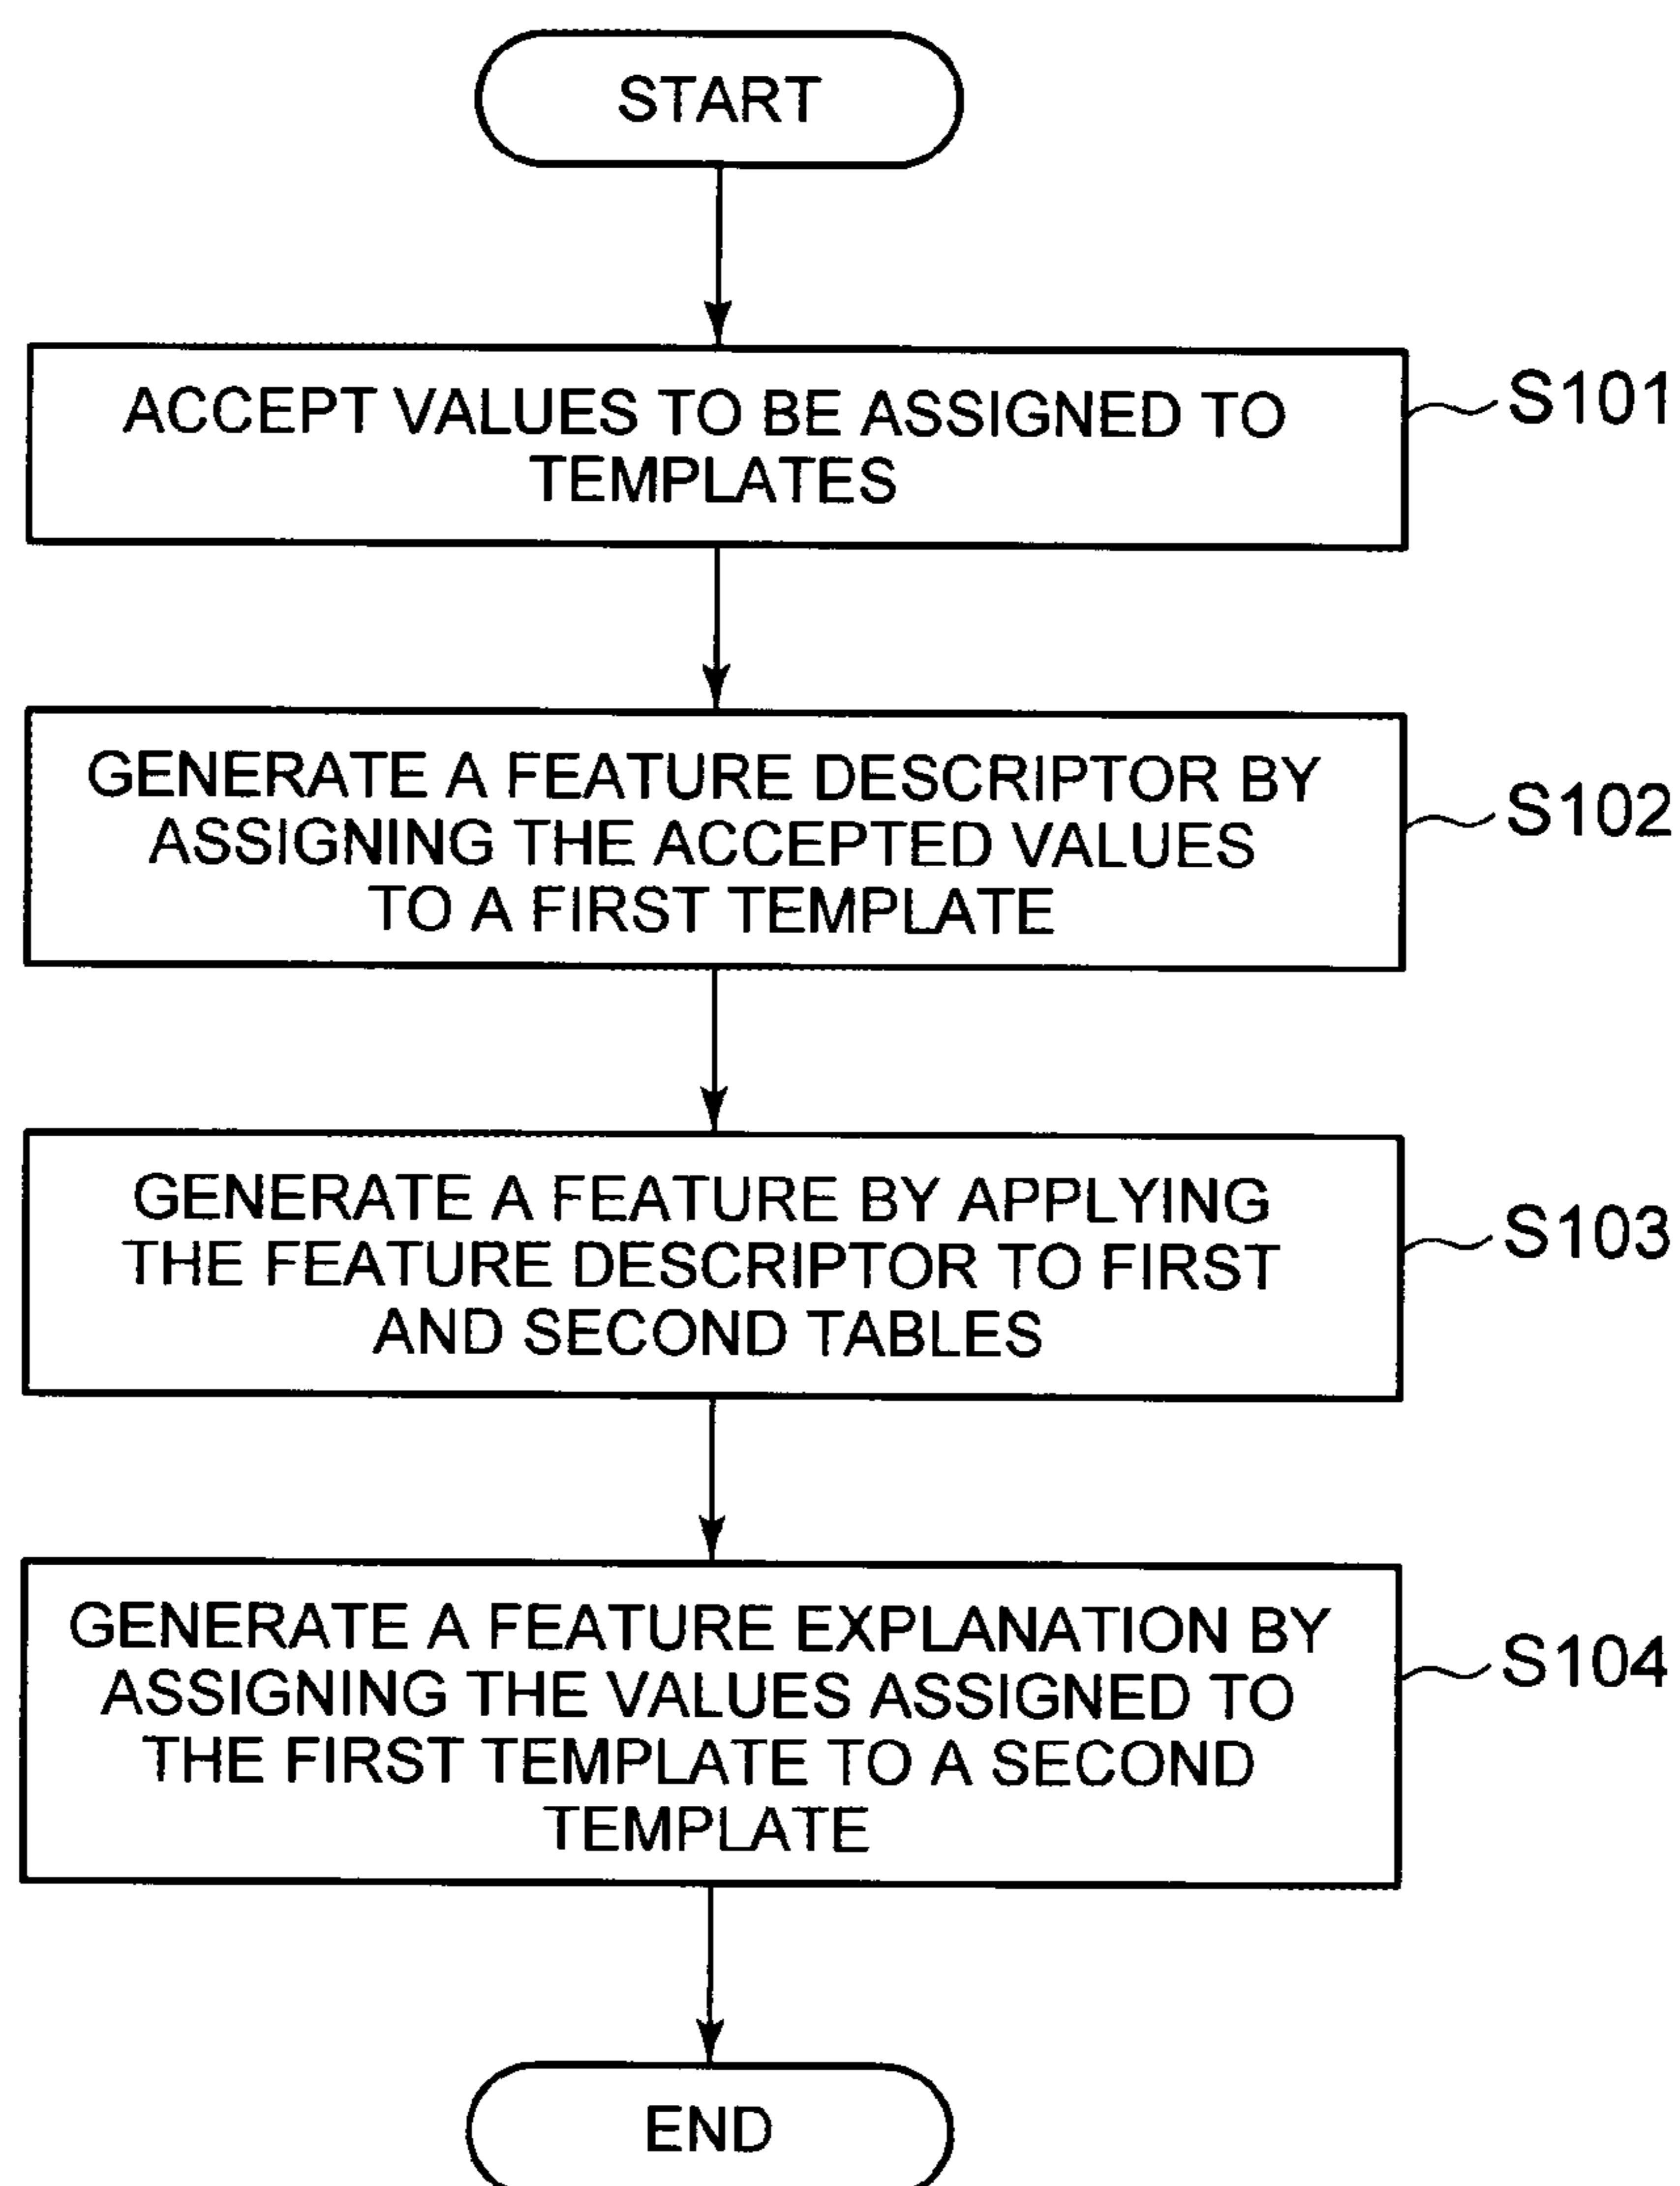 START
ACCEPT VALUES TO BE ASSIGNED TO
TEMPLATES
S101
GENERATE A FEATURE DESCRIPTOR BY
ASSIGNING THE ACCEPTED VALUES
TO A FIRST TEMPLATE
S102
GENERATE A FEATURE BY APPLYING
THE FEATURE DESCRIPTOR TO FIRST
AND SECOND TABLES
S103
GENERATE A FEATURE EXPLANATION BY
ASSIGNING THE VALUES ASSIGNED TO
THE FIRST TEMPLATE TO A SECOND
TEMPLATE
S104
END